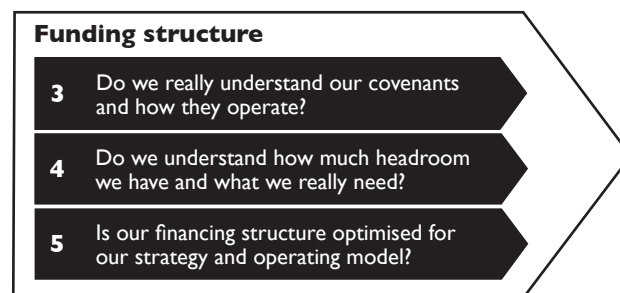 Funding structure
3 Do we really understand our covenants
and how they operate?
4 Do we understand how much headroom
we have and what we really need?
5 Is our financing structure optimised for
our strategy and operating model?